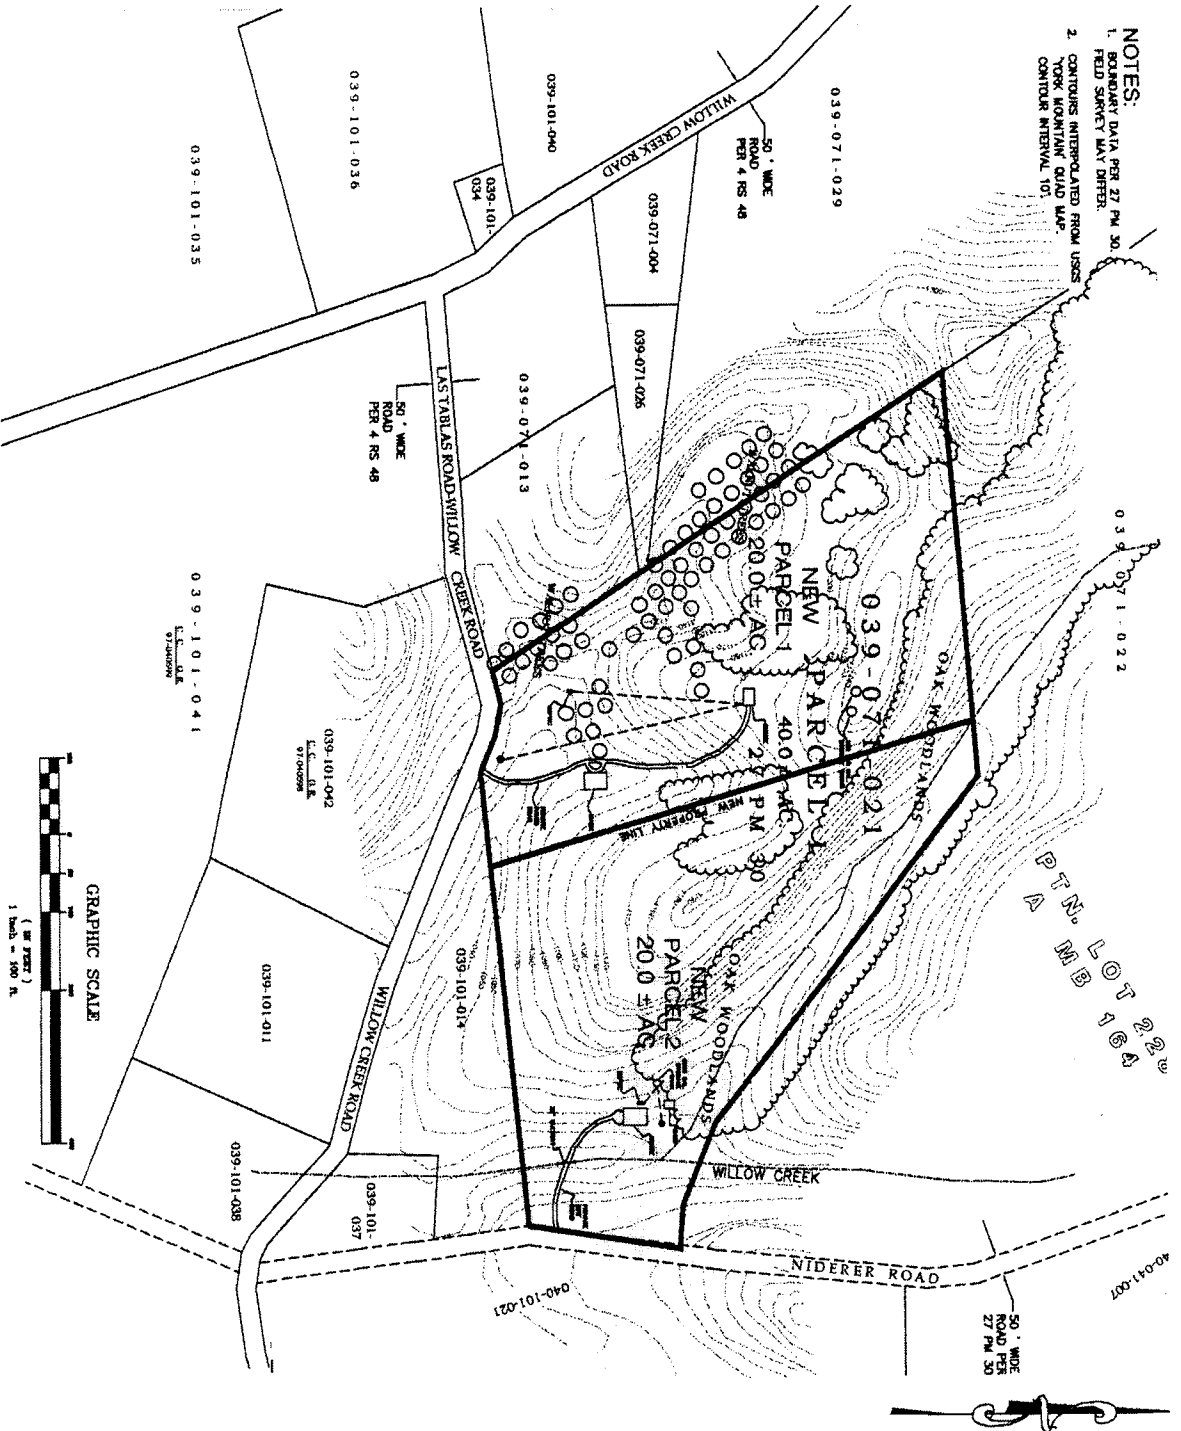 NOTES:
1. BOUNDARY DATA PER 27 PM 30.
FIELD SURVEY MAY DIFFER.
2. CONTOURS INTERPOLATED FROM USGS
"YORK MOUNTAIN" QUAD MAP.
CONTOUR INTERVAL 10'.
039-071-029
50' WIDE
ROAD
PER 4 RS 48
WILLOW CREEK ROAD
039-101-040
039-101-036
039-101-035
039-101-
034
039-071-004
039-071-026
039-071-013
50' WIDE
ROAD
PER 4 RS 48
LAS TABLAS ROAD-WILLOW CREEK ROAD
039-071-022
OAK WOODLANDS
039-071-021
PARCEL 1
40.0 ± AC
27 PM 30
NEW
PARCEL 1
20.0 ± AC
NEW PROPERTY LINE
PTN. LOT 229
A MB 164
OAK WOODLANDS
NEW
PARCEL 2
20.0 ± AC
039-101-041
039-101-042
039-101-014
039-101-011
WILLOW CREEK ROAD
039-101-038
039-101-
037
WILLOW CREEK
NIDERER ROAD
040-101-021
40-041-007
50' WIDE
ROAD PER
27 PM 30
GRAPHIC SCALE
( IN FEET )